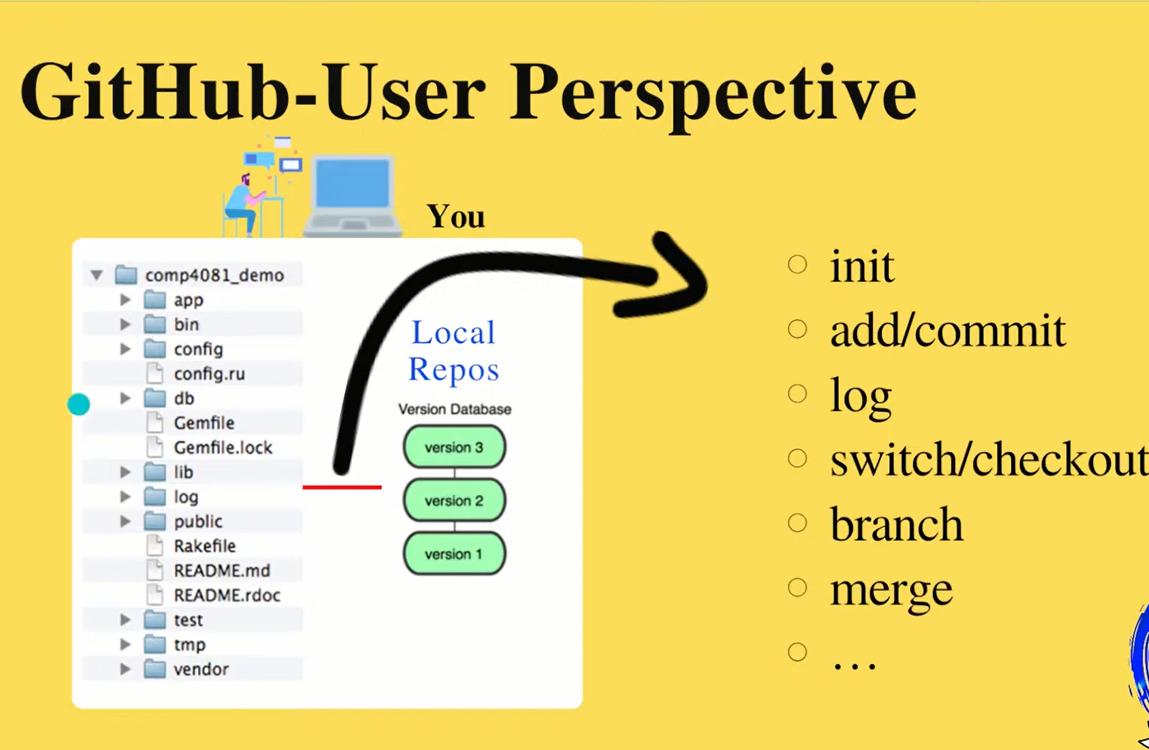 GitHub-User Perspective
You
comp4081_demo
app
bin
config
config.ru
db
Gemfile
Gemfile.lock
lib
log
public
Rakefile
README.md
README.rdoc
test
tmp
vendor
Local
Repos
Version Database
version 3
version 2
version 1
init
add/commit
log
switch/checkout
branch
merge
...